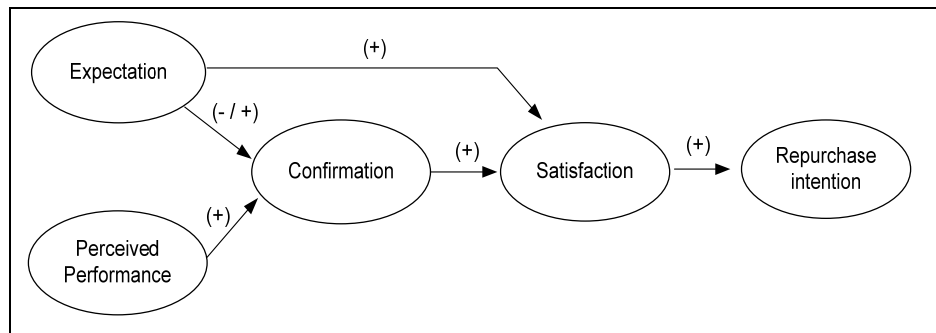 (+)
Expectation
(- / +)
Confirmation
(+)
Satisfaction
(+)
Repurchase
intention
(+)
Perceived
Performance